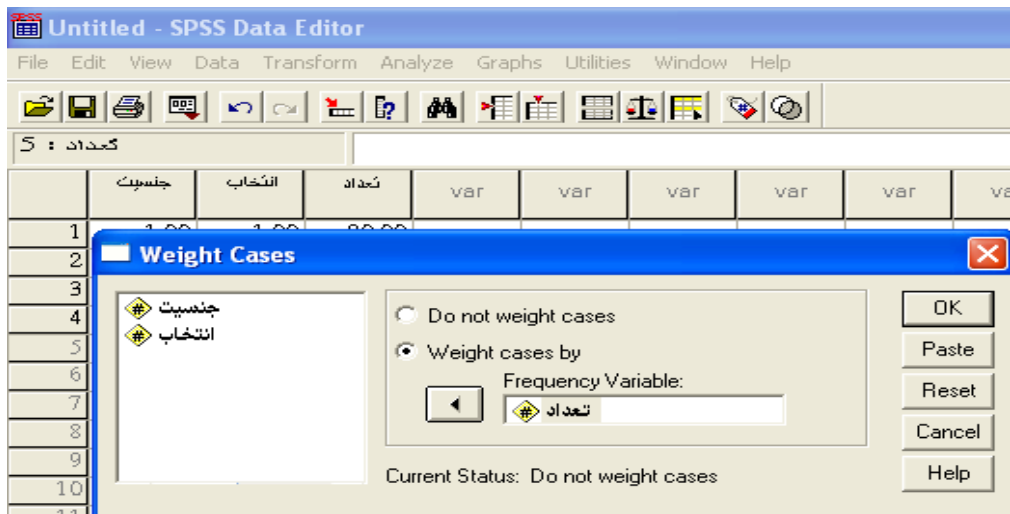 SPSS
Untitled - SPSS Data Editor
File Edit View Data Transform Analyze Graphs Utilities Window Help
5 : تعداد
جنسیت انتخاب تعداد var var var var var va
1
2
3
4
5
6
7
8
9
10
11
Weight Cases
جنسیت
انتخاب
Do not weight cases
Weight cases by
Frequency Variable:
تعداد
Current Status: Do not weight cases
OK
Paste
Reset
Cancel
Help